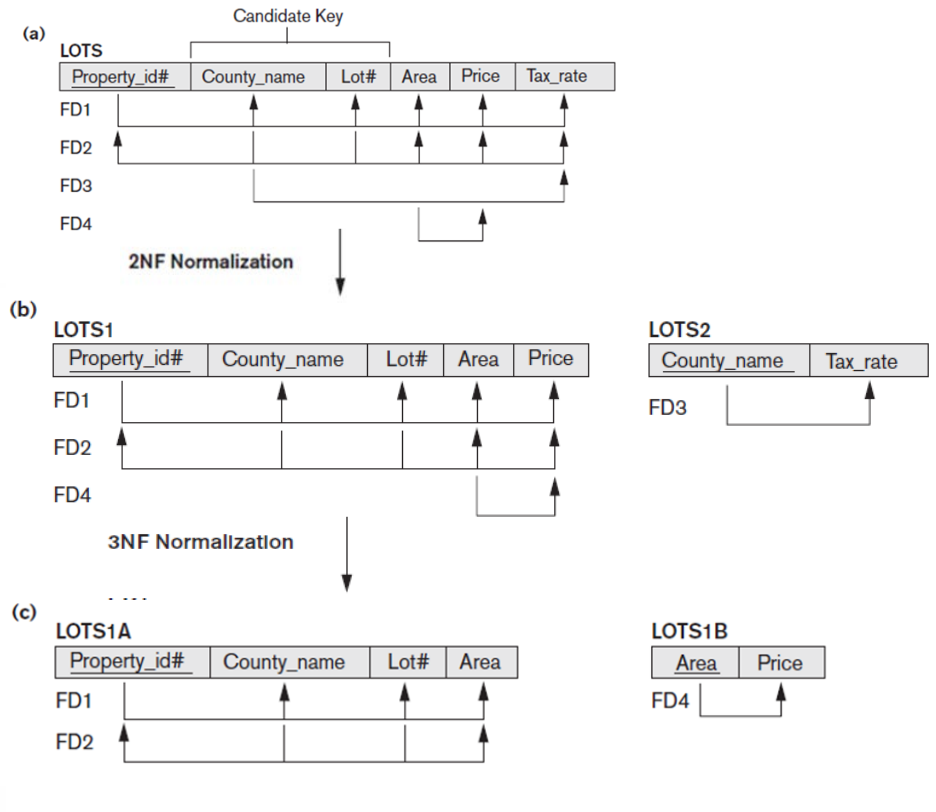 Candidate Key
(a)
LOTS
Property_id# County_name Lot# Area Price Tax_rate
FD1
FD2
FD3
FD4
2NF Normalization
(b)
LOTS1 LOTS2
Property_id# County_name Lot# Area Price County_name Tax_rate
FD1 FD3
FD2
FD4
3NF Normalization
(c)
LOTS1A LOTS1B
Property_id# County_name Lot# Area Area Price
FD1 FD4
FD2